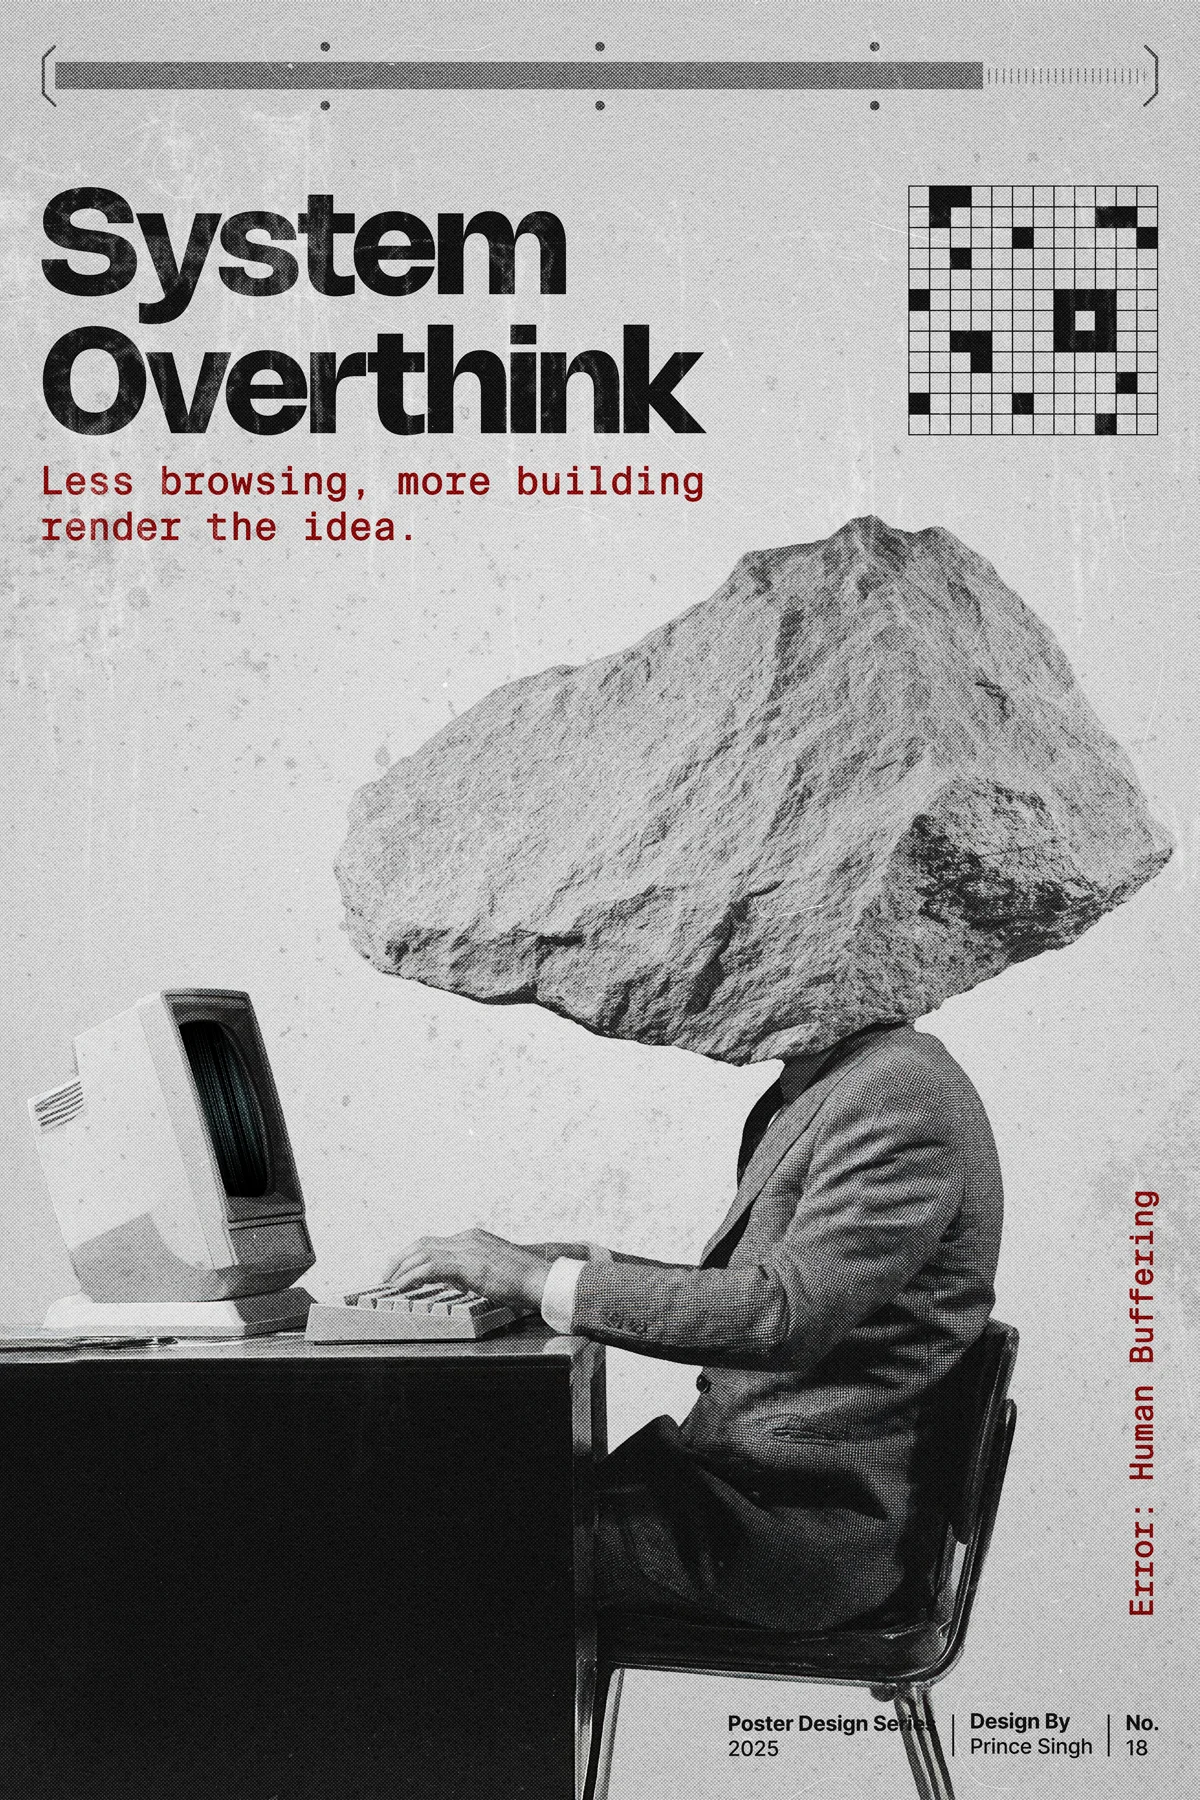 System
Overthink
Less browsing, more building
render the idea.
Error: Human Buffering
Poster Design Series
2025
Design By
Prince Singh
No.
18